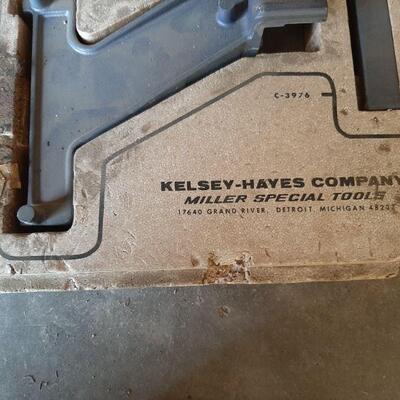 C-3976
KELSEY-HAYES COMPANY
MILLER SPECIAL TOOLS
17640 GRAND RIVER, DETROIT, MICHIGAN